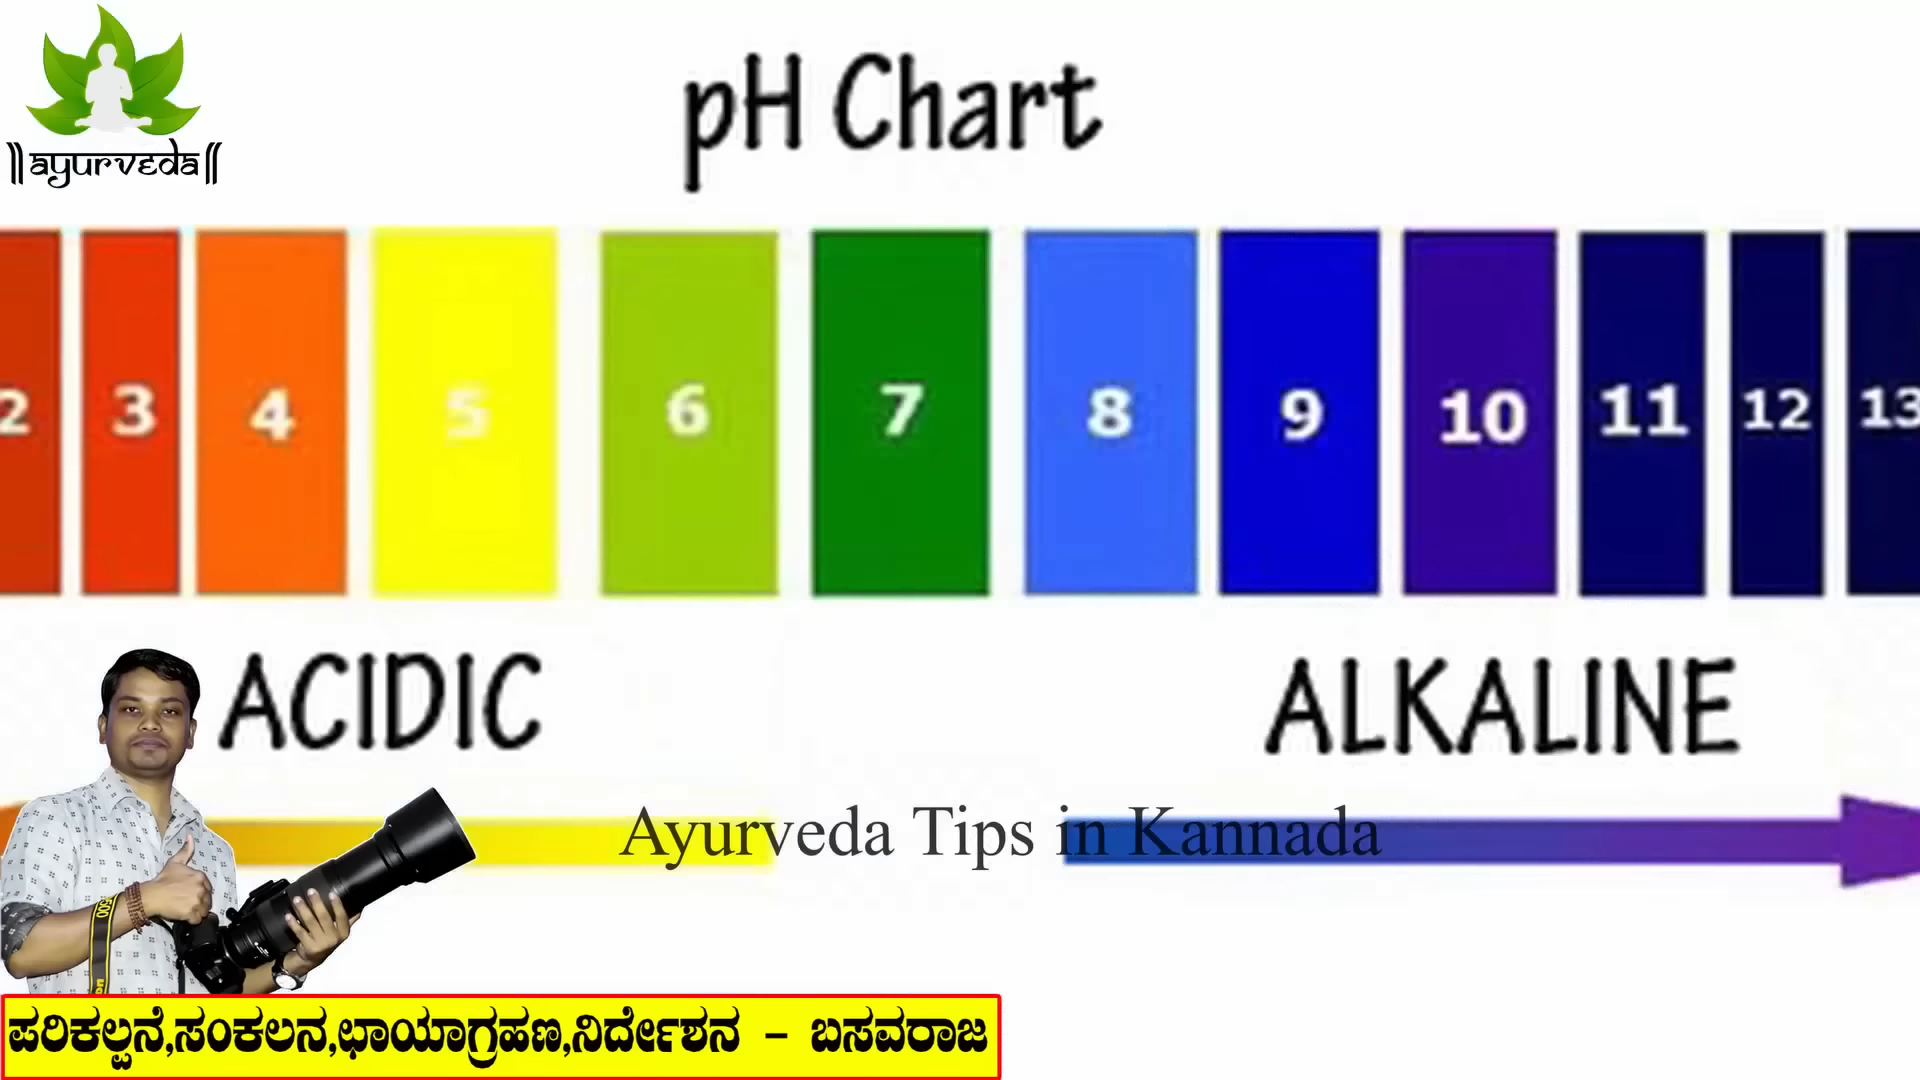 ||ayurveda||
pH Chart
2 3 4 5 6 7 8 9 10 11 12 13
ACIDIC ALKALINE
Ayurveda Tips in Kannada
500
ಪರಿಕಲ್ಪನೆ,ಸಂಕಲನ,ಛಾಯಾಗ್ರಹಣ,ನಿರ್ದೇಶನ - ಬಸವರಾಜ